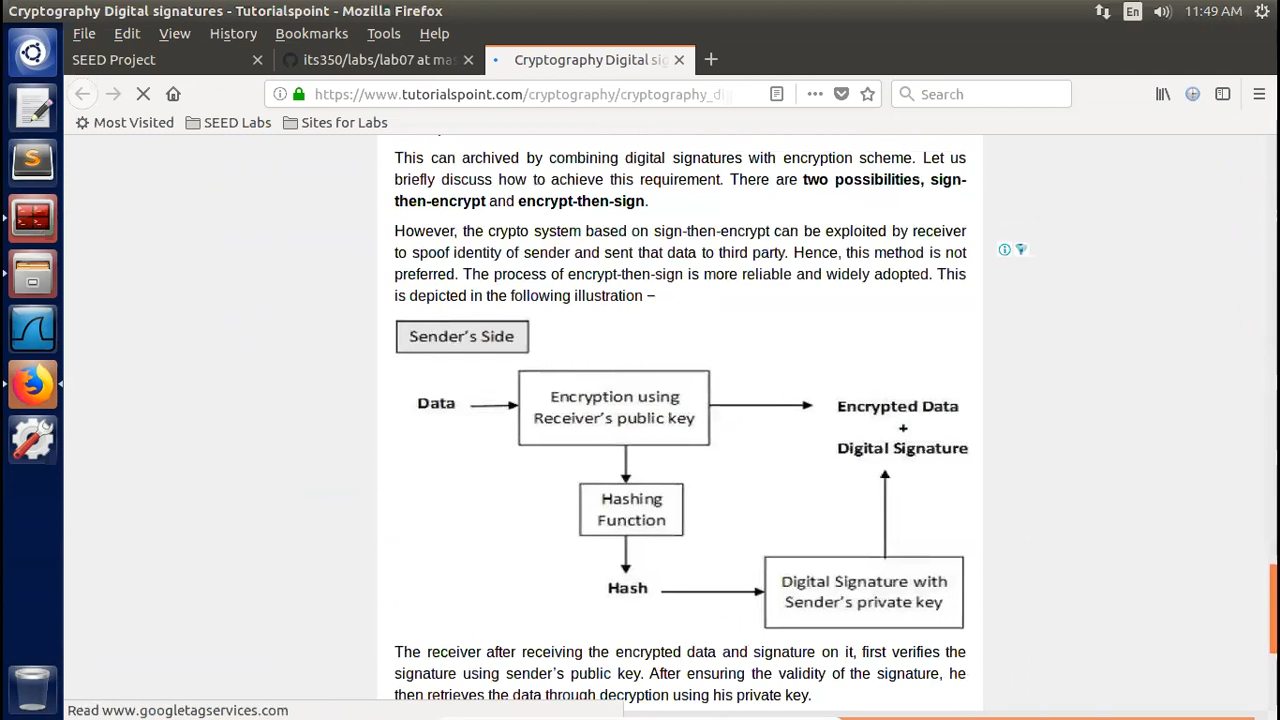 Cryptography Digital signatures - Tutorialspoint - Mozilla Firefox
En
11:49 AM
File Edit View History Bookmarks Tools Help
SEED Project
its350/labs/lab07 at mas
Cryptography Digital sig
https://www.tutorialspoint.com/cryptography/cryptography_d
Search
Most Visited SEED Labs Sites for Labs
This can archived by combining digital signatures with encryption scheme. Let us
briefly discuss how to achieve this requirement. There are two possibilities, sign-
then-encrypt and encrypt-then-sign.
However, the crypto system based on sign-then-encrypt can be exploited by receiver
to spoof identity of sender and sent that data to third party. Hence, this method is not
preferred. The process of encrypt-then-sign is more reliable and widely adopted. This
is depicted in the following illustration −
Sender's Side
Data
Encryption using
Receiver's public key
Encrypted Data
+
Digital Signature
Hashing
Function
Hash
Digital Signature with
Sender's private key
The receiver after receiving the encrypted data and signature on it, first verifies the
signature using sender's public key. After ensuring the validity of the signature, he
then retrieves the data through decryption using his private key.
Read www.googletagservices.com